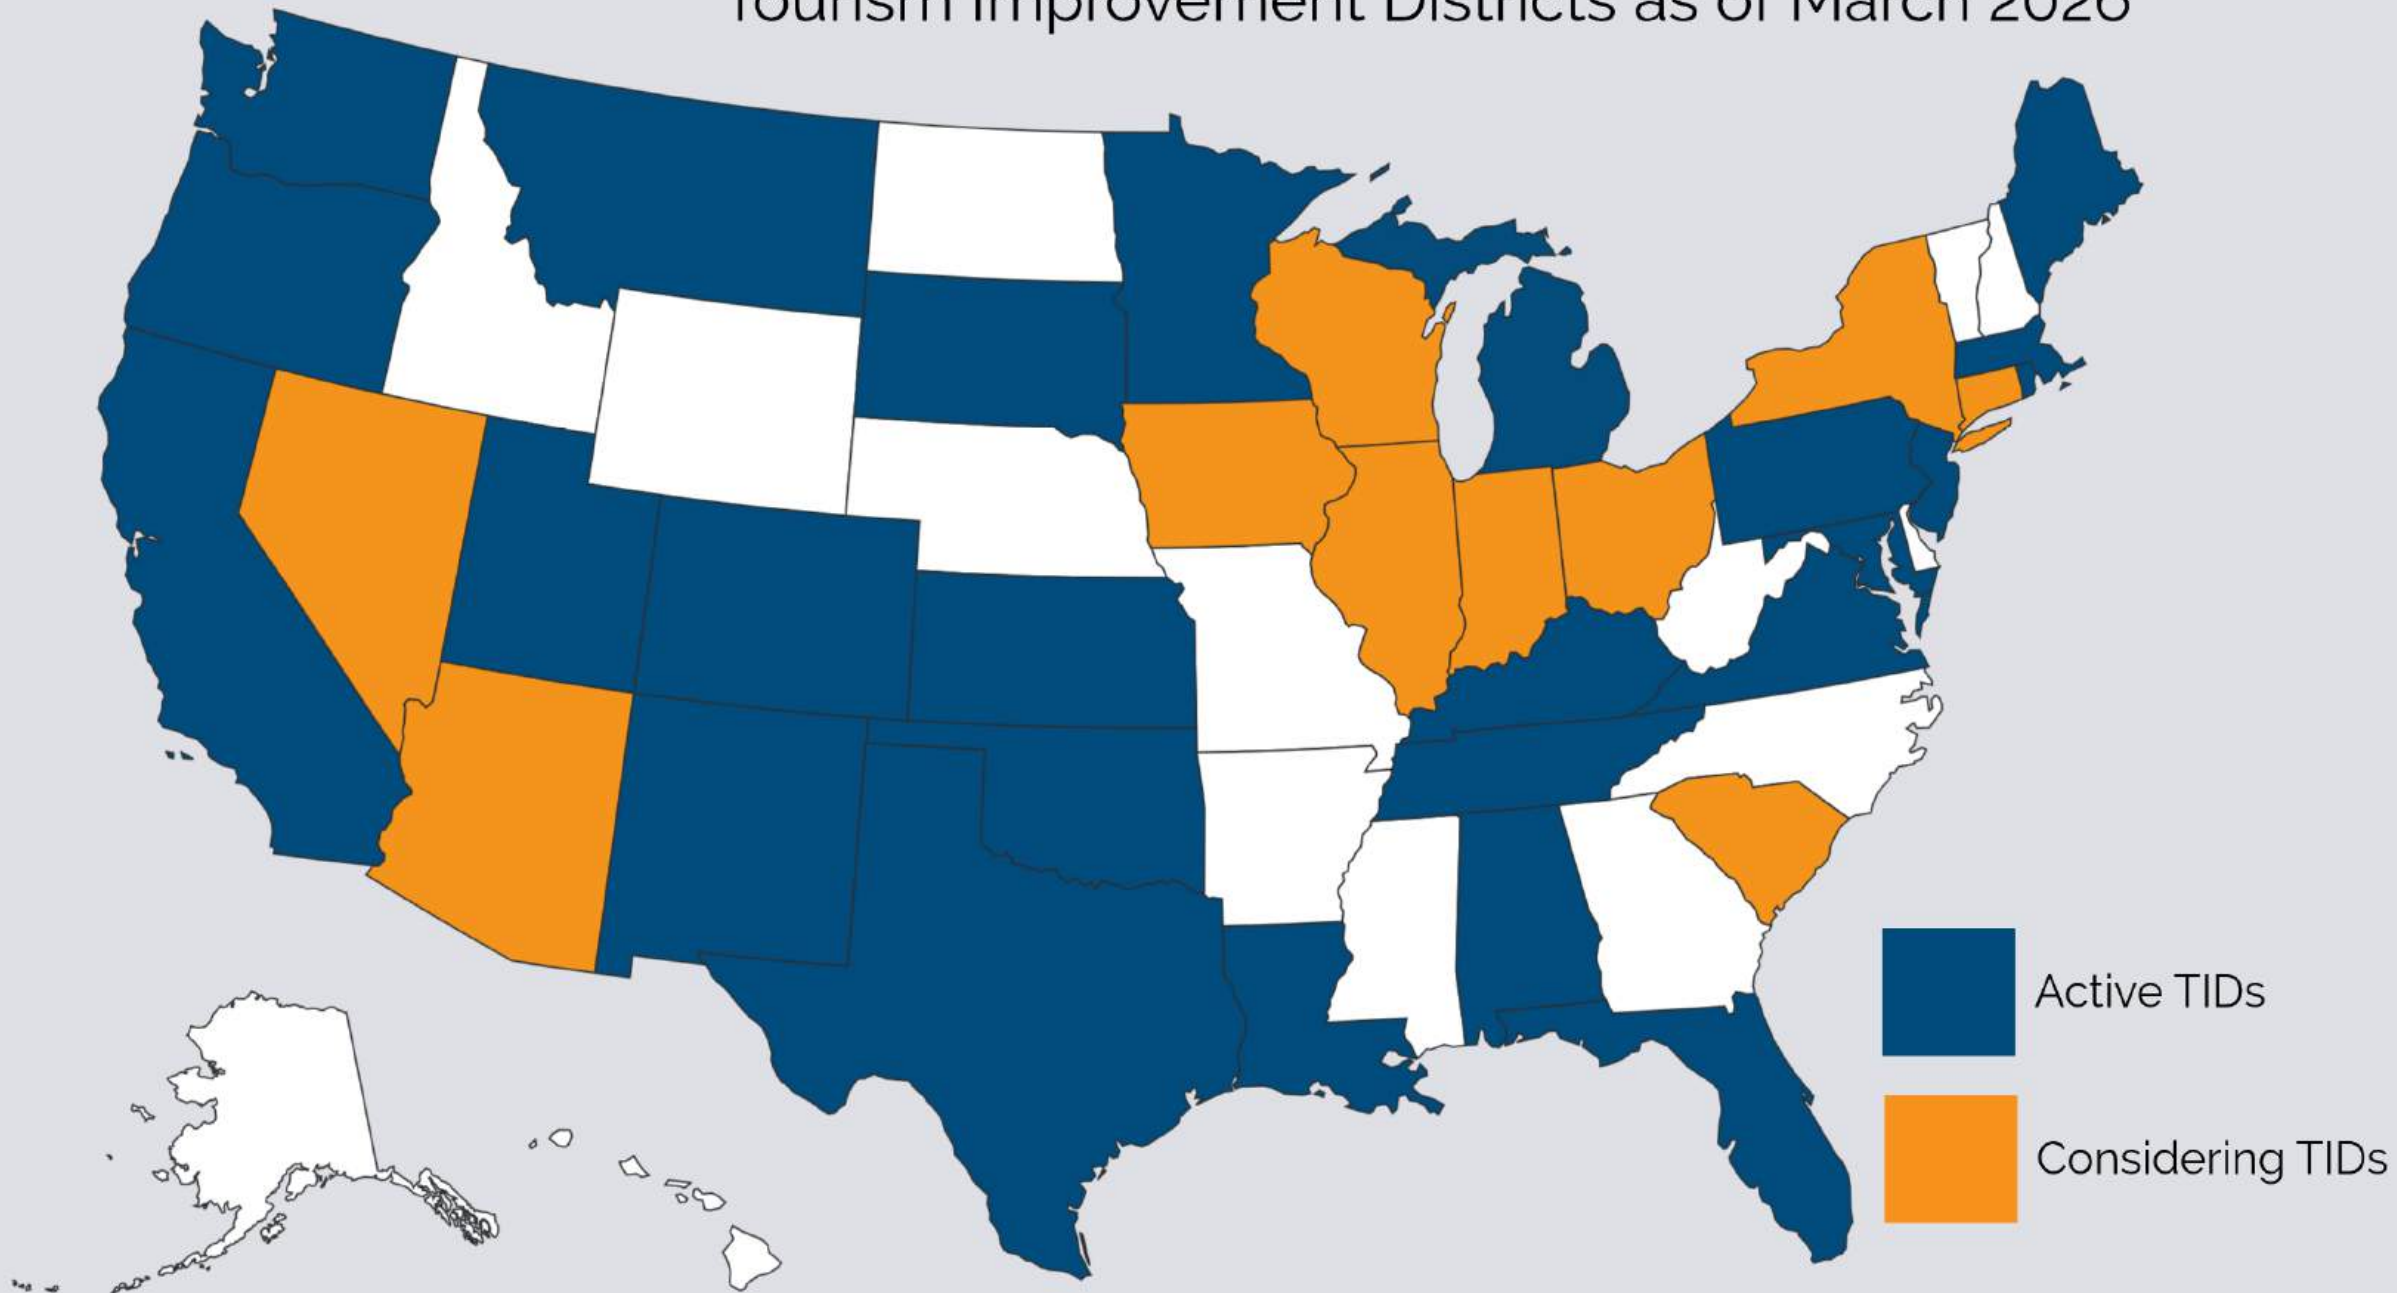 Tourism Improvement Districts as of March 2026
Active TIDs
Considering TIDs